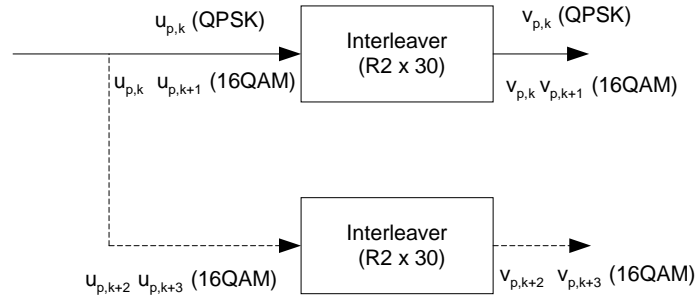 u_{p,k} (QPSK)
v_{p,k} (QPSK)
Interleaver
(R2 x 30)
u_{p,k} u_{p,k+1} (16QAM)
v_{p,k} v_{p,k+1} (16QAM)
Interleaver
(R2 x 30)
u_{p,k+2} u_{p,k+3} (16QAM)
v_{p,k+2} v_{p,k+3} (16QAM)